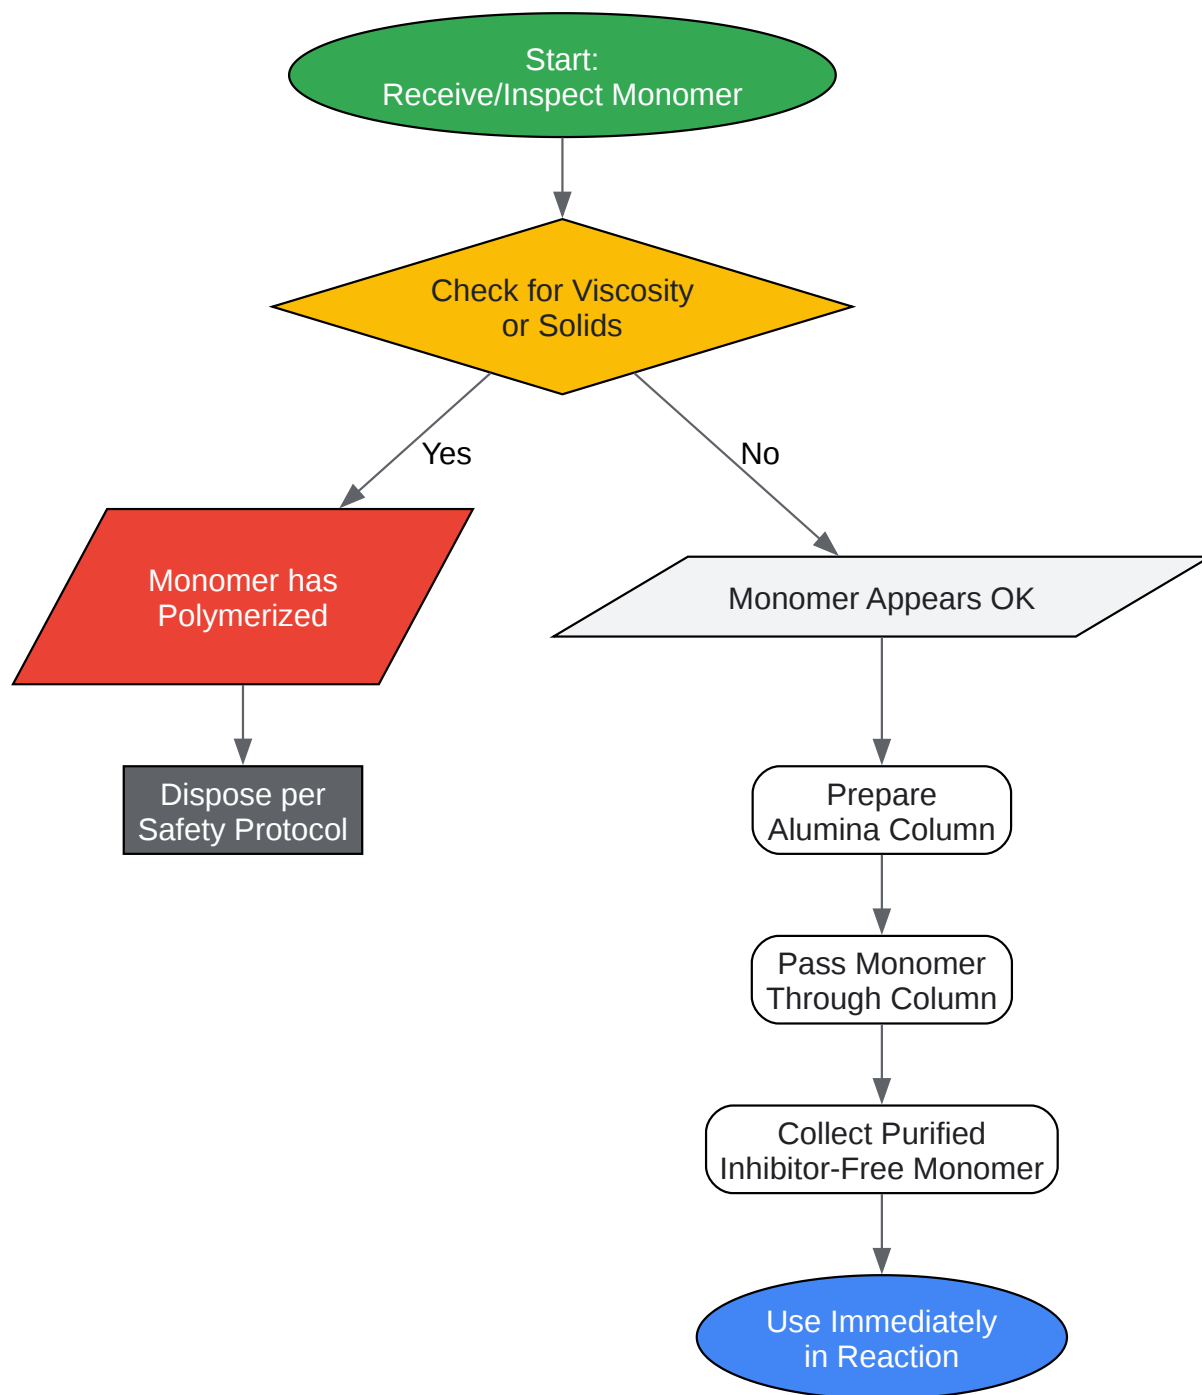 Start:
Receive/Inspect Monomer
Check for Viscosity
or Solids
Yes
No
Monomer has
Polymerized
Monomer Appears OK
Dispose per
Safety Protocol
Prepare
Alumina Column
Pass Monomer
Through Column
Collect Purified
Inhibitor-Free Monomer
Use Immediately
in Reaction